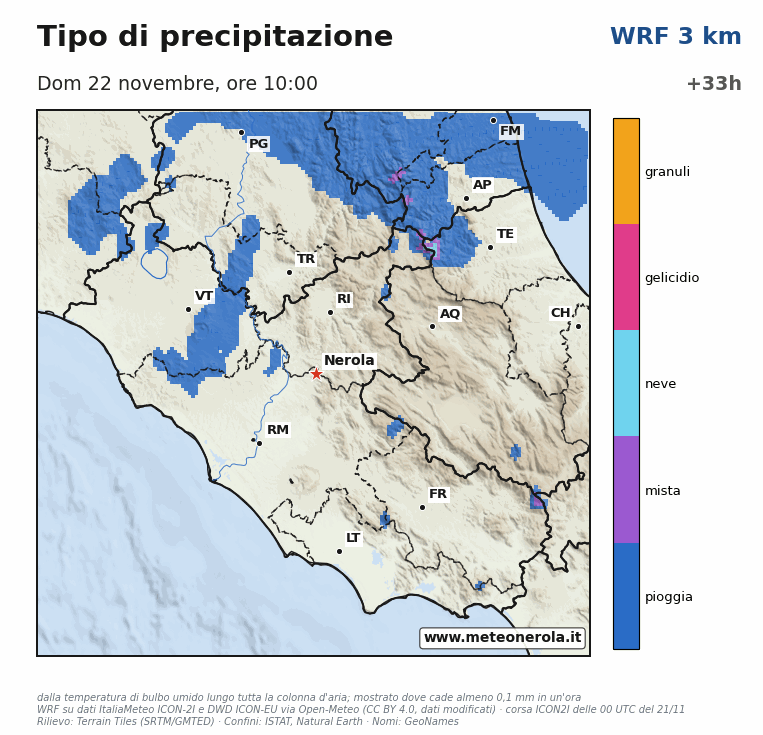 Tipo di precipitazione
WRF 3 km
Dom 22 novembre, ore 10:00
+33h
PG
FM
AP
TE
TR
RI
VT
AQ
CH
Nerola
RM
FR
LT
www.meteonerola.it
granuli
gelicidio
neve
mista
pioggia
dalla temperatura di bulbo umido lungo tutta la colonna d'aria; mostrato dove cade almeno 0,1 mm in un'ora
WRF su dati ItaliaMeteo ICON-2I e DWD ICON-EU via Open-Meteo (CC BY 4.0, dati modificati) · corsa ICON2I delle 00 UTC del 21/11
Rilievo: Terrain Tiles (SRTM/GMTED) · Confini: ISTAT, Natural Earth · Nomi: GeoNames